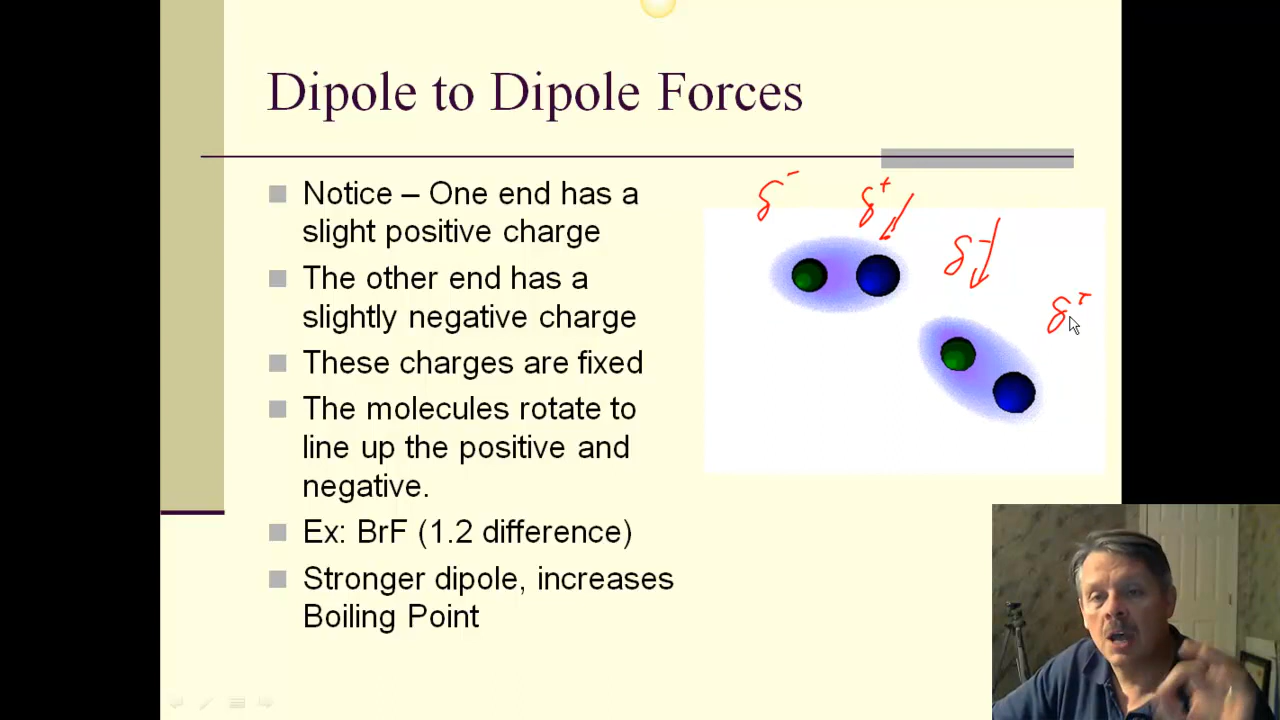 Dipole to Dipole Forces
Notice – One end has a
slight positive charge
The other end has a
slightly negative charge
These charges are fixed
The molecules rotate to
line up the positive and
negative.
Ex: BrF (1.2 difference)
Stronger dipole, increases
Boiling Point
δ⁻ δ⁺
δ⁻
δ⁺